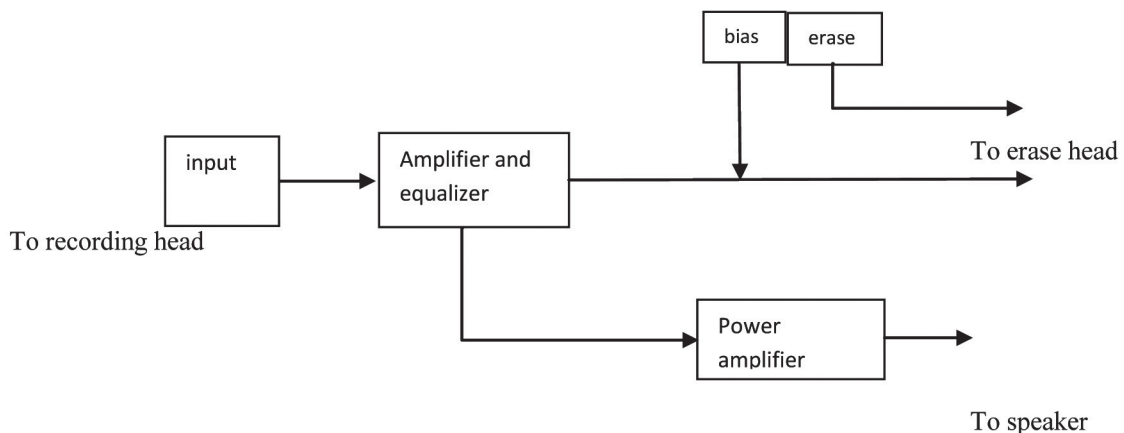 bias
erase
To erase head
input
Amplifier and
equalizer
To recording head
Power
amplifier
To speaker